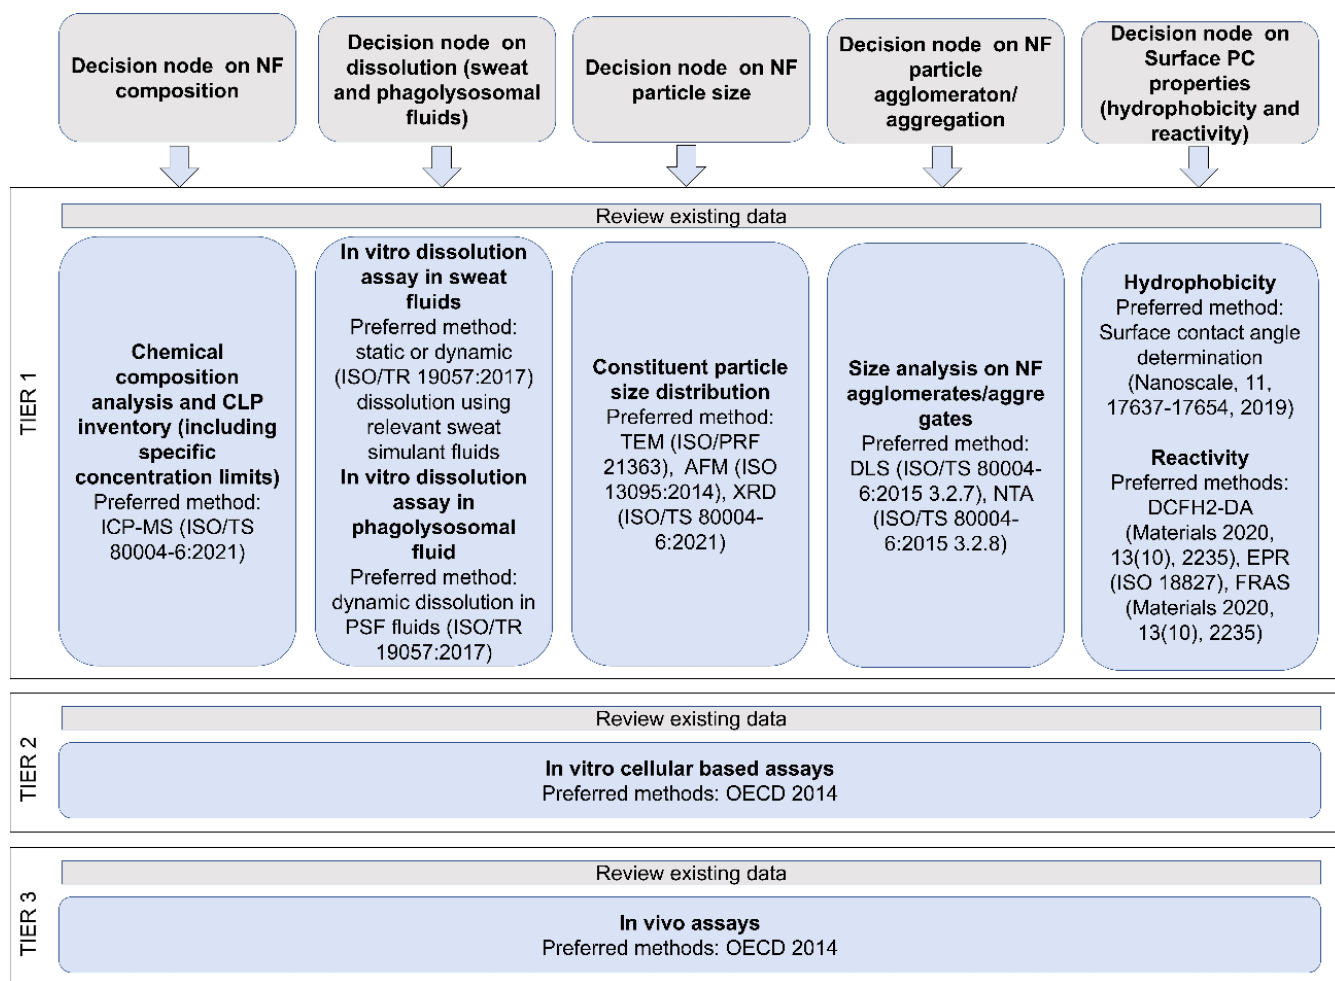 Decision node  on NF
composition
Decision node  on
dissolution (sweat
and phagolysosomal
fluids)
Decision node  on NF
particle size
Decision node  on NF
particle
agglomeraton/
aggregation
Decision node  on
Surface PC
properties
(hydrophobicity and
reactivity)
TIER 1
Review existing data
Chemical
composition
analysis and CLP
inventory (including
specific
concentration limits)
Preferred method:
ICP-MS (ISO/TS
80004-6:2021)
In vitro dissolution
assay in sweat
fluids
Preferred method:
static or dynamic
(ISO/TR 19057:2017)
dissolution using
relevant sweat
simulant fluids
In vitro dissolution
assay in
phagolysosomal
fluid
Preferred method:
dynamic dissolution in
PSF fluids (ISO/TR
19057:2017)
Constituent particle
size distribution
Preferred method:
TEM (ISO/PRF
21363), AFM (ISO
13095:2014), XRD
(ISO/TS 80004-
6:2021)
Size analysis on NF
agglomerates/aggre
gates
Preferred method:
DLS (ISO/TS 80004-
6:2015 3.2.7), NTA
(ISO/TS 80004-
6:2015 3.2.8)
Hydrophobicity
Preferred method:
Surface contact angle
determination
(Nanoscale, 11,
17637-17654, 2019)
Reactivity
Preferred methods:
DCFH2-DA
(Materials 2020,
13(10), 2235), EPR
(ISO 18827), FRAS
(Materials 2020,
13(10), 2235)
TIER 2
Review existing data
In vitro cellular based assays
Preferred methods: OECD 2014
TIER 3
Review existing data
In vivo assays
Preferred methods: OECD 2014